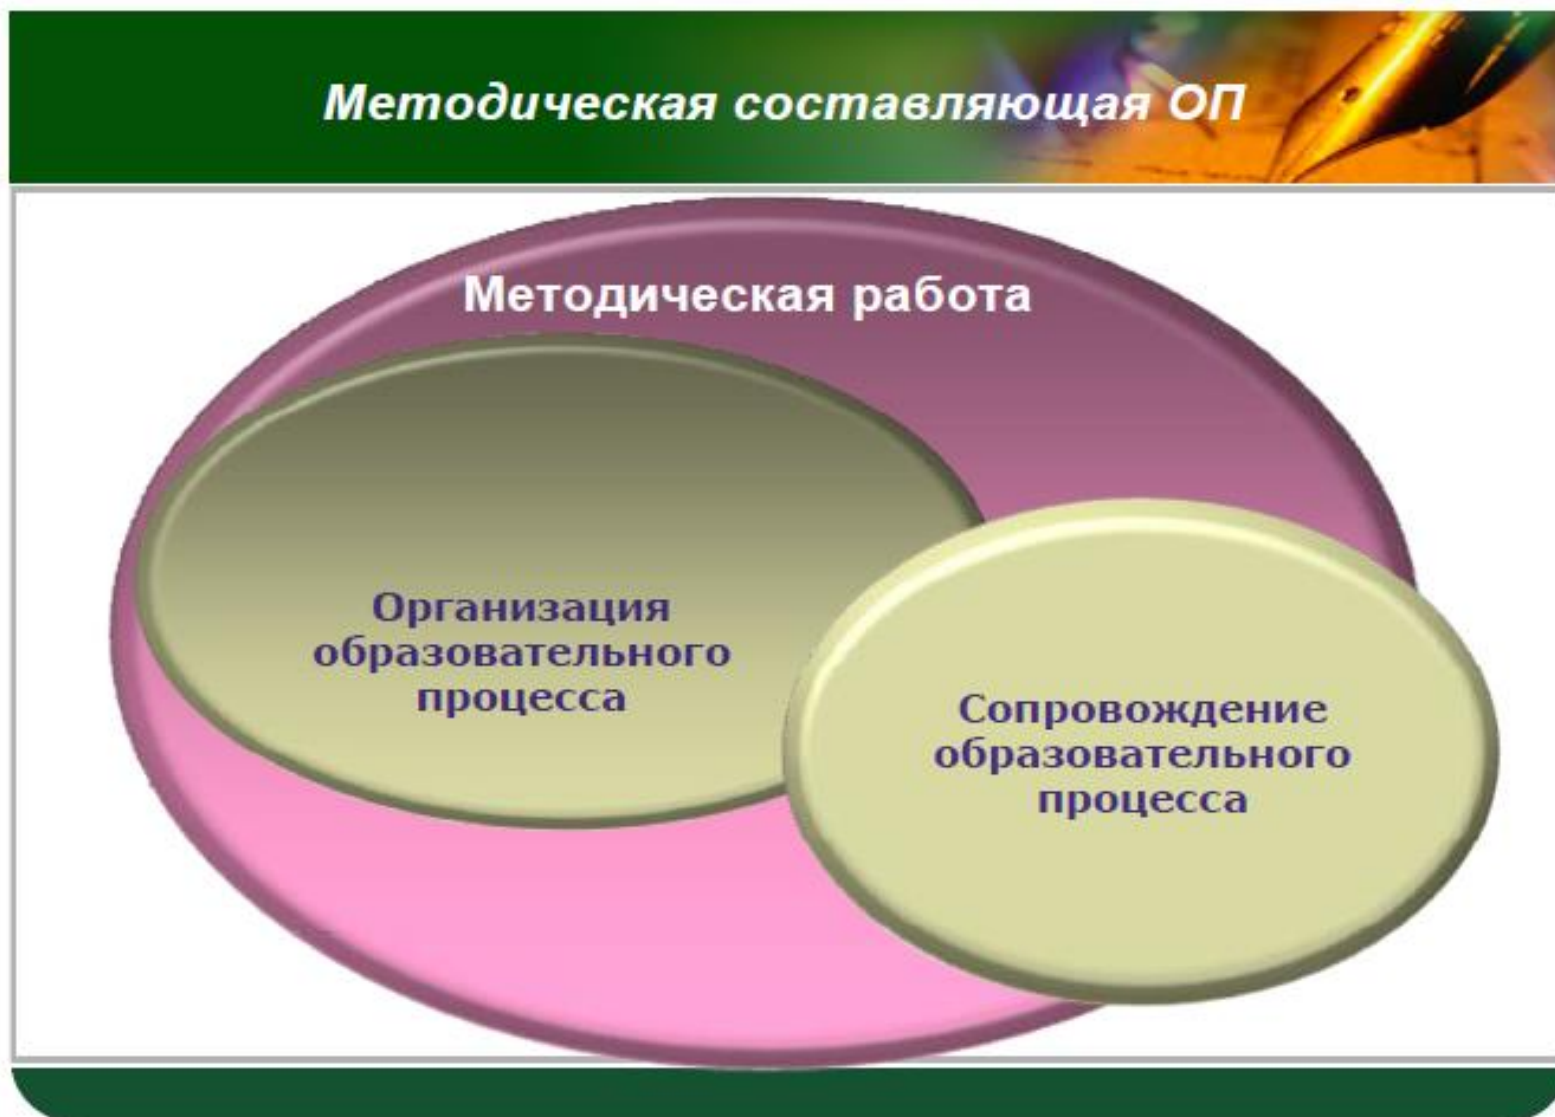 Методическая составляющая ОП
Методическая работа
Организация
образовательного
процесса
Сопровождение
образовательного
процесса